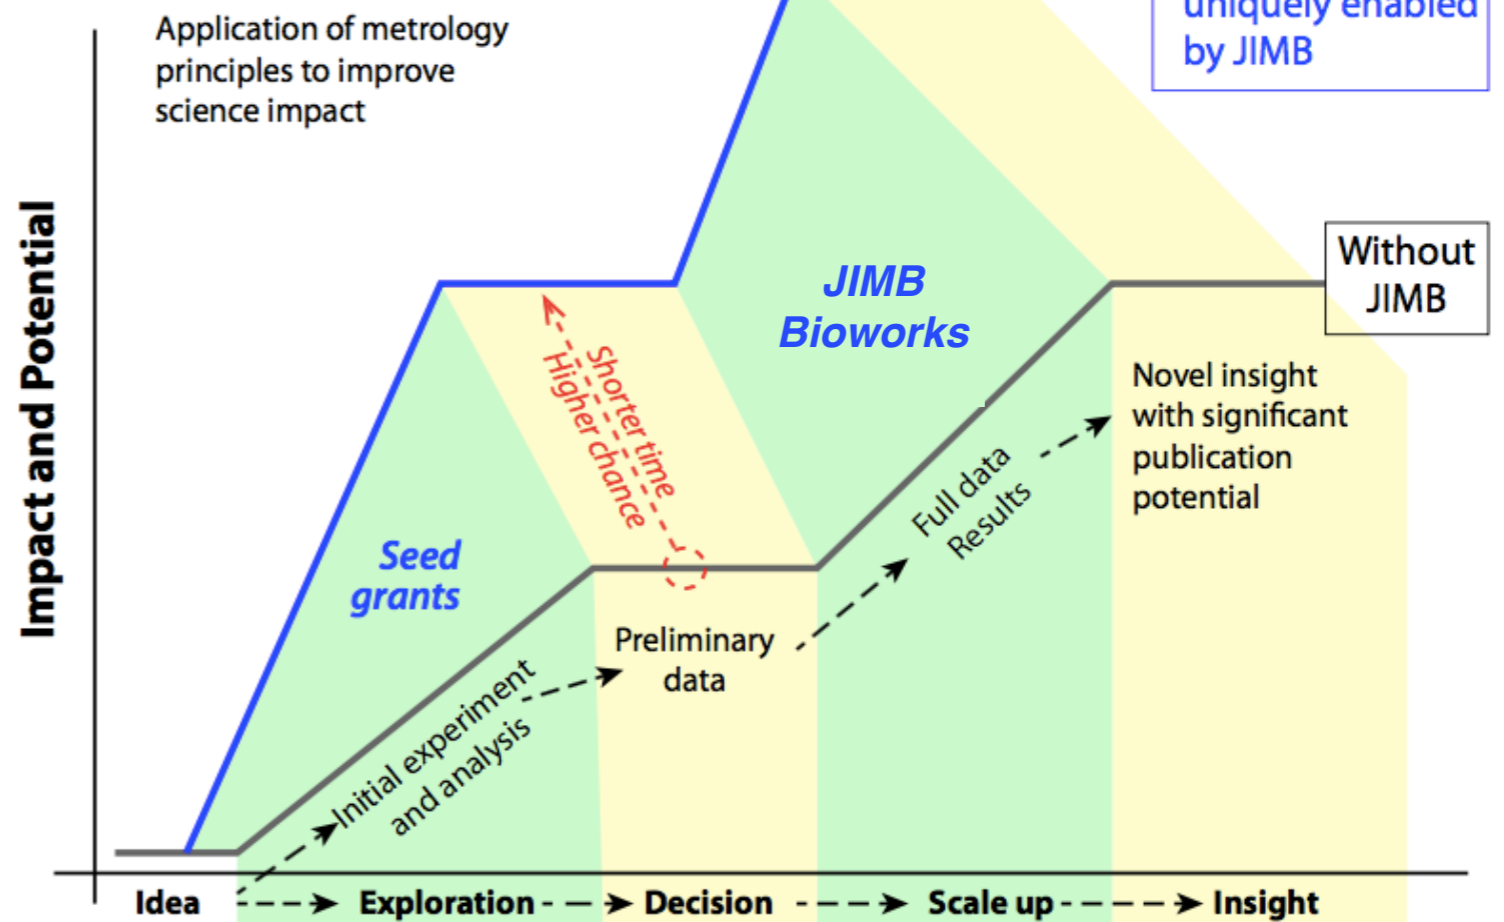 Application of metrology
principles to improve
science impact
uniquely enabled
by JIMB
Impact and Potential
Without
JIMB
JIMB
Bioworks
Shorter time
Higher chance
Novel insight
with significant
publication
potential
Full data
Results
Seed
grants
Preliminary
data
Initial experiment
and analysis
Idea
Exploration
Decision
Scale up
Insight